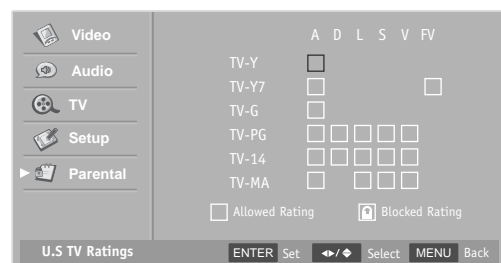 Video
Audio
TV
Setup
Parental
A D L S V FV
TV-Y
TV-Y7
TV-G
TV-PG
TV-14
TV-MA
Allowed Rating Blocked Rating
U.S TV Ratings ENTER Set ◂▸/◆ Select MENU Back